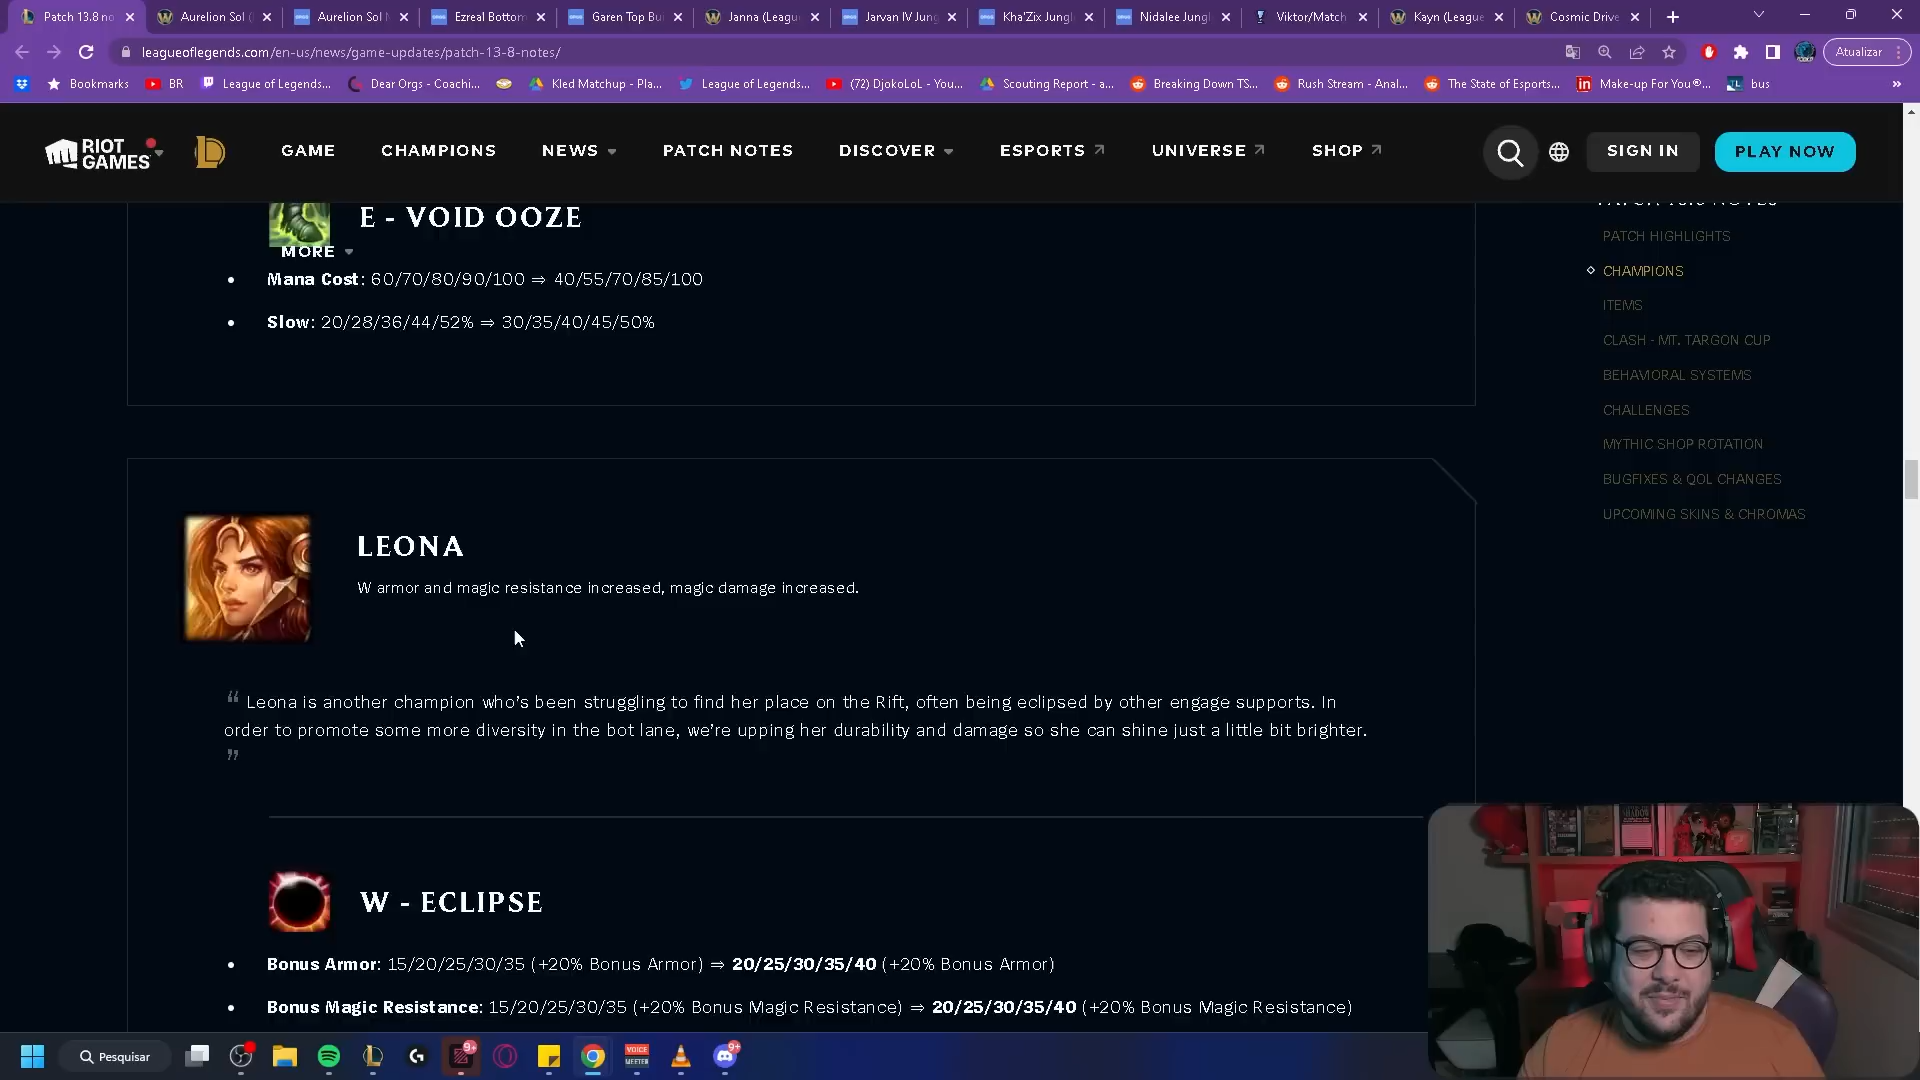 Patch 13.8 no
Aurelion Sol (
Aurelion Sol M
Ezreal Bottom
Garen Top Bui
Janna (Leagu
Jarvan IV Jung
Kha'Zix Jungl
Nidalee Jungl
Viktor/Match
Kayn (League
Cosmic Drive
leagueoflegends.com/en-us/news/game-updates/patch-13-8-notes/
Atualizar
Bookmarks
BR
League of Legends...
Dear Orgs - Coachi...
Kled Matchup - Pla...
League of Legends...
(72) DjokoLoL - You...
Scouting Report - a...
Breaking Down TS...
Rush Stream - Anal...
The State of Esports...
Make-up For You®...
bus
RIOT GAMES
GAME
CHAMPIONS
NEWS
PATCH NOTES
DISCOVER
ESPORTS
UNIVERSE
SHOP
SIGN IN
PLAY NOW
MORE
E - VOID OOZE
Mana Cost: 60/70/80/90/100 ⇒ 40/55/70/85/100
Slow: 20/28/36/44/52% ⇒ 30/35/40/45/50%
PATCH 13.8 NOTES
PATCH HIGHLIGHTS
CHAMPIONS
ITEMS
CLASH - MT. TARGON CUP
BEHAVIORAL SYSTEMS
CHALLENGES
MYTHIC SHOP ROTATION
BUGFIXES & QOL CHANGES
UPCOMING SKINS & CHROMAS
LEONA
W armor and magic resistance increased, magic damage increased.
“ Leona is another champion who’s been struggling to find her place on the Rift, often being eclipsed by other engage supports. In
order to promote some more diversity in the bot lane, we’re upping her durability and damage so she can shine just a little bit brighter.
”
W - ECLIPSE
Bonus Armor: 15/20/25/30/35 (+20% Bonus Armor) ⇒ 20/25/30/35/40 (+20% Bonus Armor)
Bonus Magic Resistance: 15/20/25/30/35 (+20% Bonus Magic Resistance) ⇒ 20/25/30/35/40 (+20% Bonus Magic Resistance)
Pesquisar
9+
VOICE
MEETER
9+